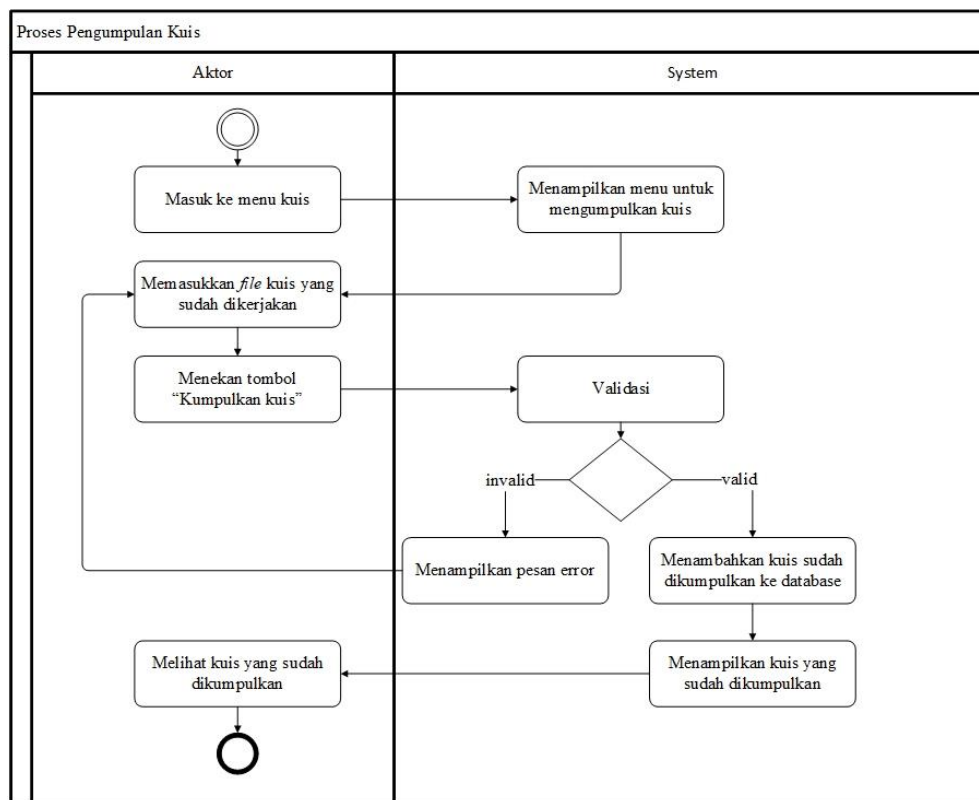 Proses Pengumpulan Kuis
Aktor
System
Masuk ke menu kuis
Menampilkan menu untuk
mengumpulkan kuis
Memasukkan file kuis yang
sudah dikerjakan
Menekan tombol
“Kumpulkan kuis”
Validasi
invalid
valid
Menampilkan pesan error
Menambahkan kuis sudah
dikumpulkan ke database
Melihat kuis yang sudah
dikumpulkan
Menampilkan kuis yang
sudah dikumpulkan